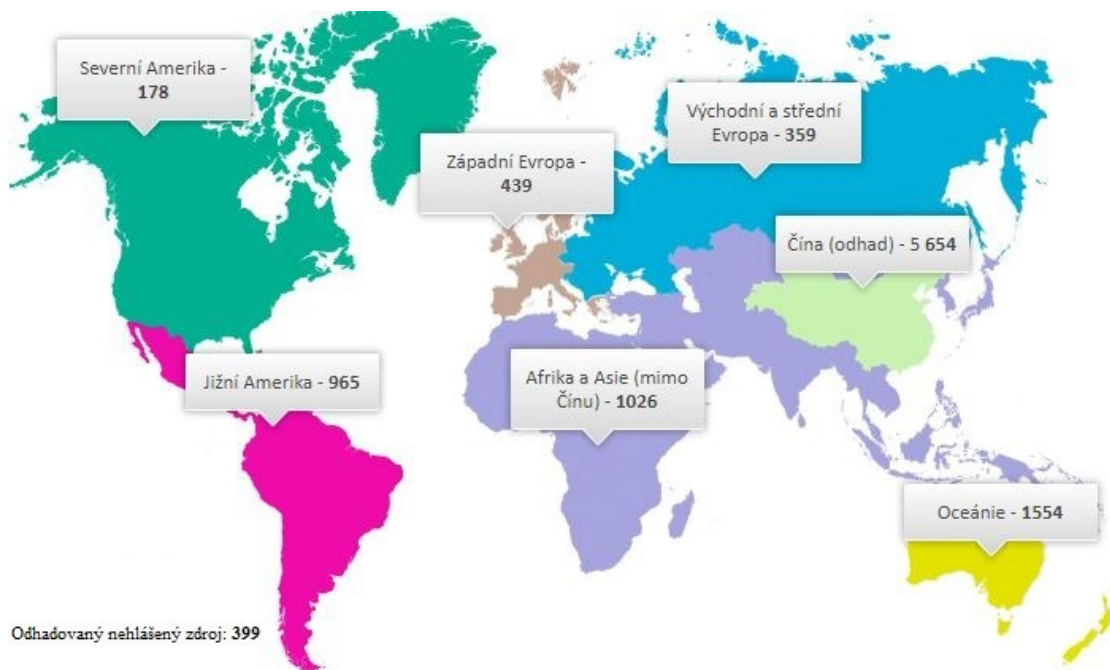 Severní Amerika -
178
Východní a střední
Evropa - 359
Západní Evropa -
439
Čína (odhad) - 5 654
Jižní Amerika - 965
Afrika a Asie (mimo
Čínu) - 1026
Oceánie - 1554
Odhadovaný nehlášený zdroj: 399